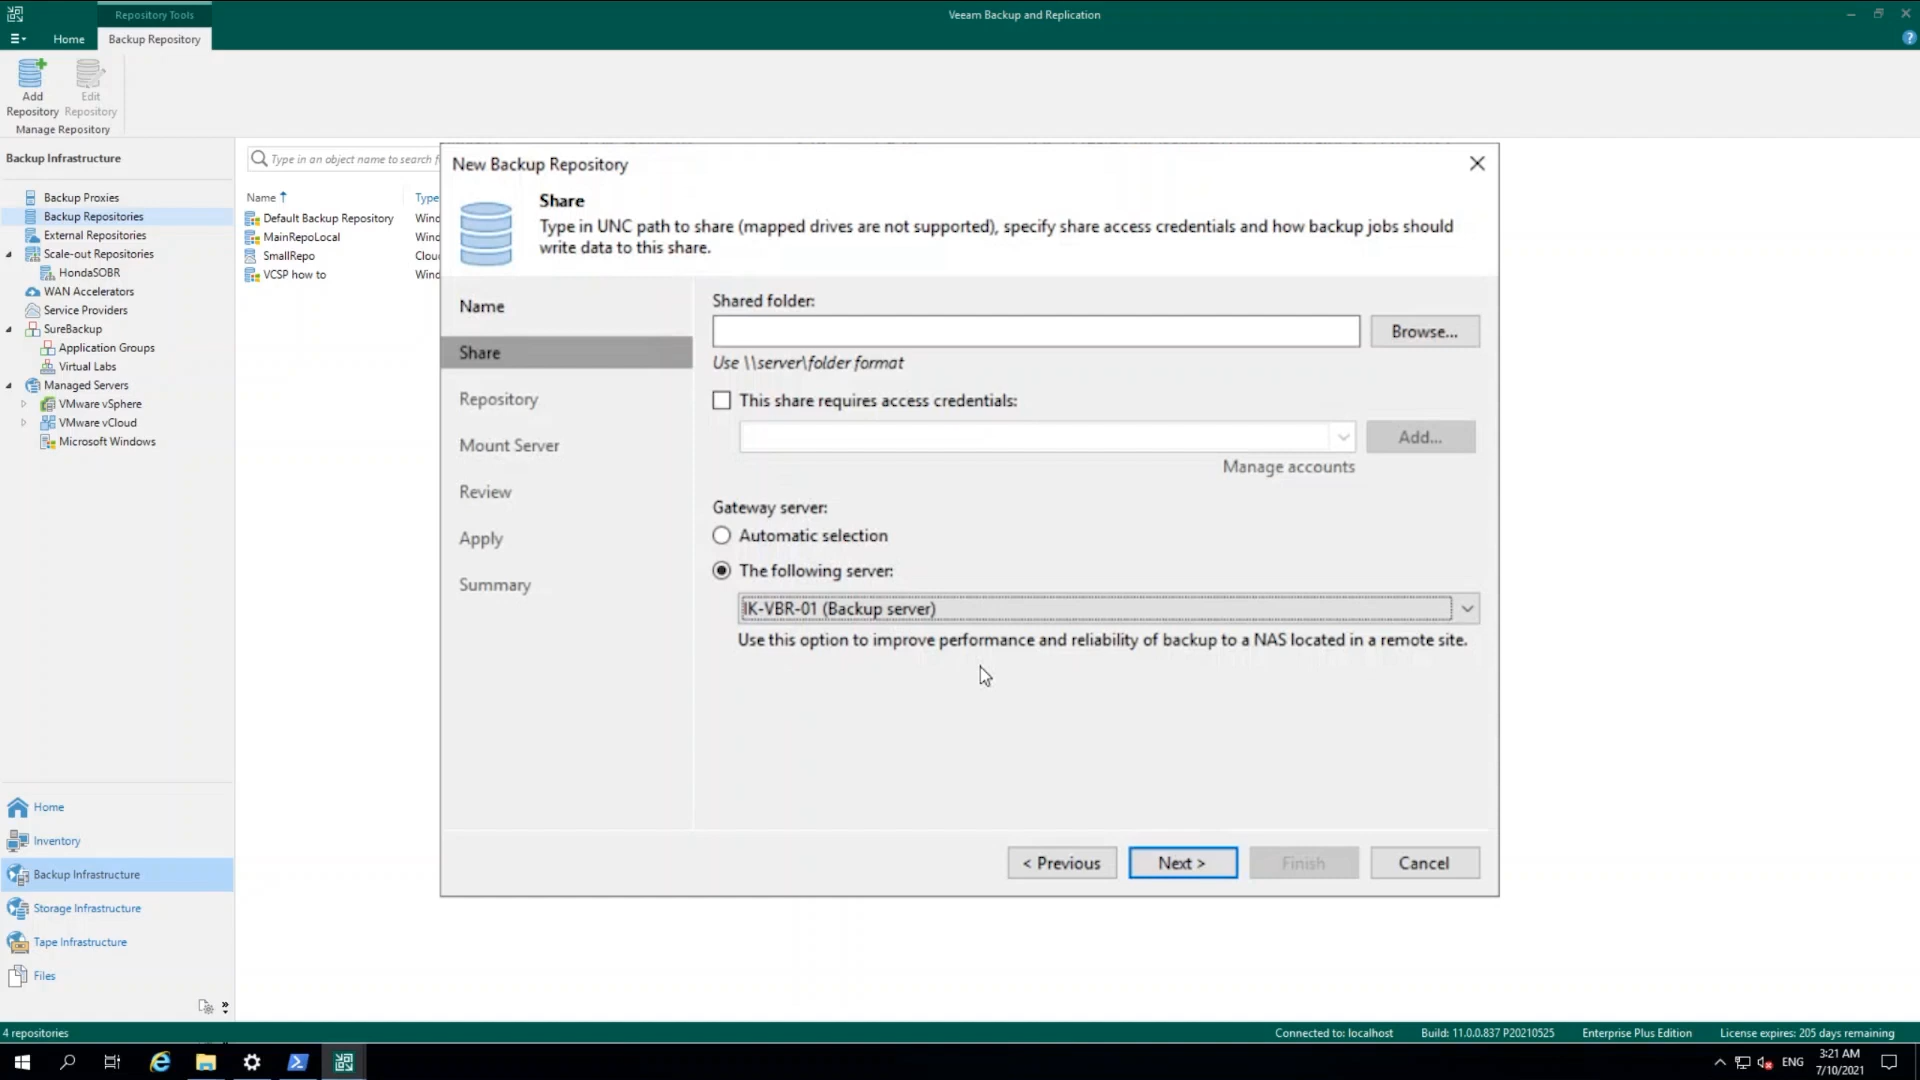 Repository Tools
Veeam Backup and Replication
Home
Backup Repository
Add
Repository
Edit
Repository
Manage Repository
Backup Infrastructure
Backup Proxies
Backup Repositories
External Repositories
Scale-out Repositories
HondaSOBR
WAN Accelerators
Service Providers
SureBackup
Application Groups
Virtual Labs
Managed Servers
VMware vSphere
VMware vCloud
Microsoft Windows
Home
Inventory
Backup Infrastructure
Storage Infrastructure
Tape Infrastructure
Files
Type in an object name to search f
Name
Type
Default Backup Repository
Wind
MainRepoLocal
Wind
SmallRepo
Clou
VCSP how to
Wind
New Backup Repository
Share
Type in UNC path to share (mapped drives are not supported), specify share access credentials and how backup jobs should
write data to this share.
Name
Share
Repository
Mount Server
Review
Apply
Summary
Shared folder:
Browse...
Use \\server\folder format
This share requires access credentials:
Add...
Manage accounts
Gateway server:
Automatic selection
The following server:
IK-VBR-01 (Backup server)
Use this option to improve performance and reliability of backup to a NAS located in a remote site.
< Previous
Next >
Finish
Cancel
4 repositories
Connected to: localhost
Build: 11.0.0.837 P20210525
Enterprise Plus Edition
License expires: 205 days remaining
ENG
3:21 AM
7/10/2021